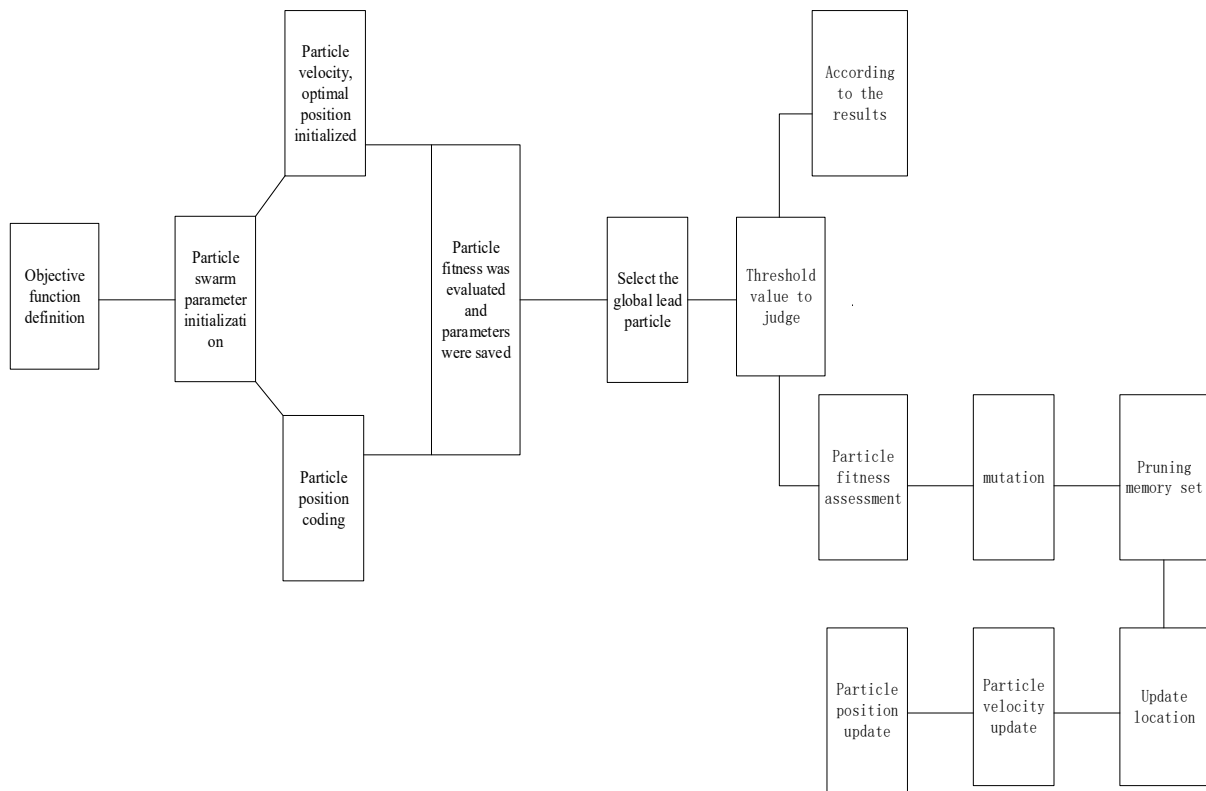 Objective
function
definition
Particle
swarm
parameter
initializati
on
Particle
velocity,
optimal
position
initialized
Particle
position
coding
Particle
fitness was
evaluated
and
parameters
were saved
Select the
global lead
particle
Threshold
value to
judge
According
to the
results
Particle
fitness
assessment
mutation
Pruning
memory set
Update
location
Particle
velocity
update
Particle
position
update